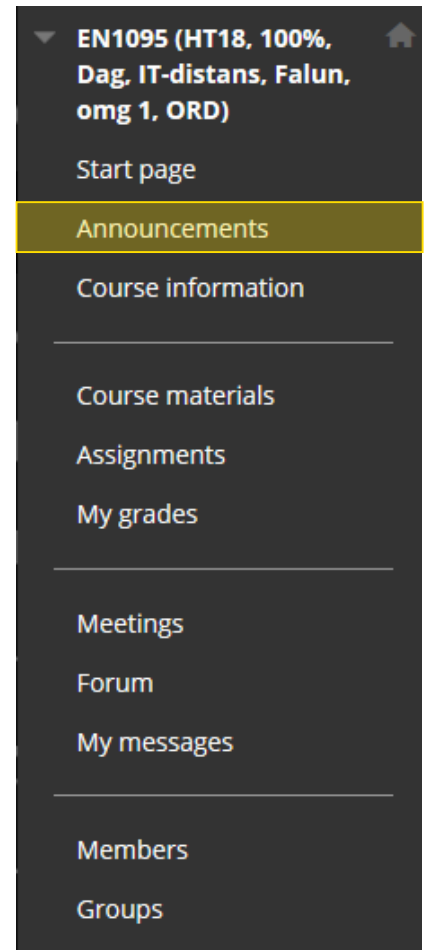 EN1095 (HT18, 100%,
Dag, IT-distans, Falun,
omg 1, ORD)
Start page
Announcements
Course information
Course materials
Assignments
My grades
Meetings
Forum
My messages
Members
Groups